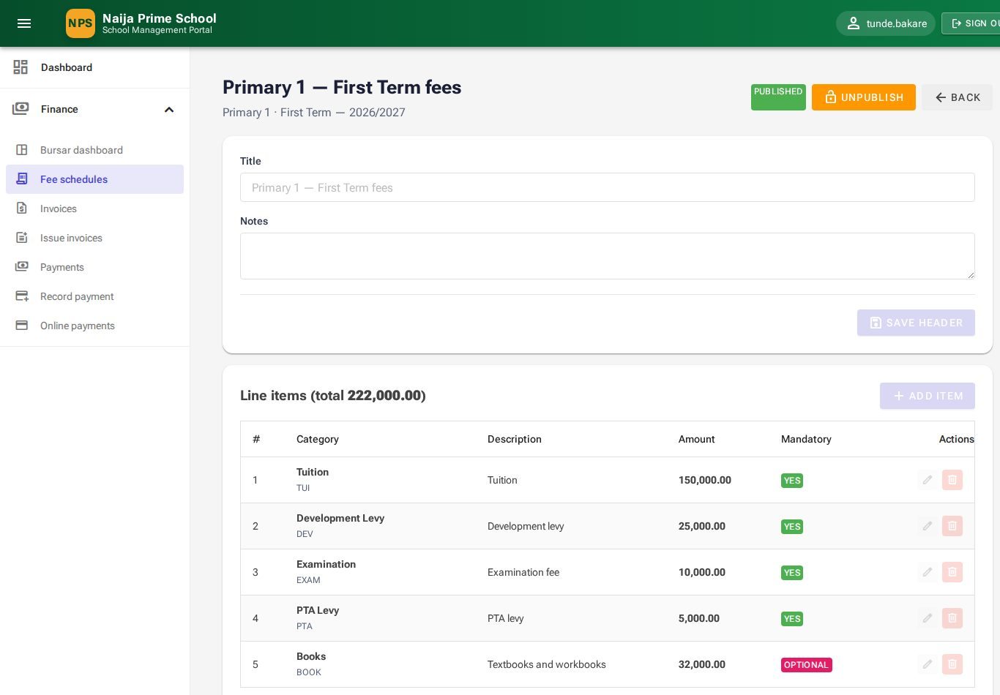 NPS
Naija Prime School
School Management Portal
tunde.bakare
SIGN OU
Dashboard
Finance
Bursar dashboard
Fee schedules
Invoices
Issue invoices
Payments
Record payment
Online payments
Primary 1 — First Term fees
Primary 1 · First Term — 2026/2027
PUBLISHED
UNPUBLISH
BACK
Title
Primary 1 — First Term fees
Notes
SAVE HEADER
Line items (total 222,000.00)
ADD ITEM
# Category Description Amount Mandatory Actions
1 Tuition Tuition 150,000.00 YES
TUI
2 Development Levy Development levy 25,000.00 YES
DEV
3 Examination Examination fee 10,000.00 YES
EXAM
4 PTA Levy PTA levy 5,000.00 YES
PTA
5 Books Textbooks and workbooks 32,000.00 OPTIONAL
BOOK